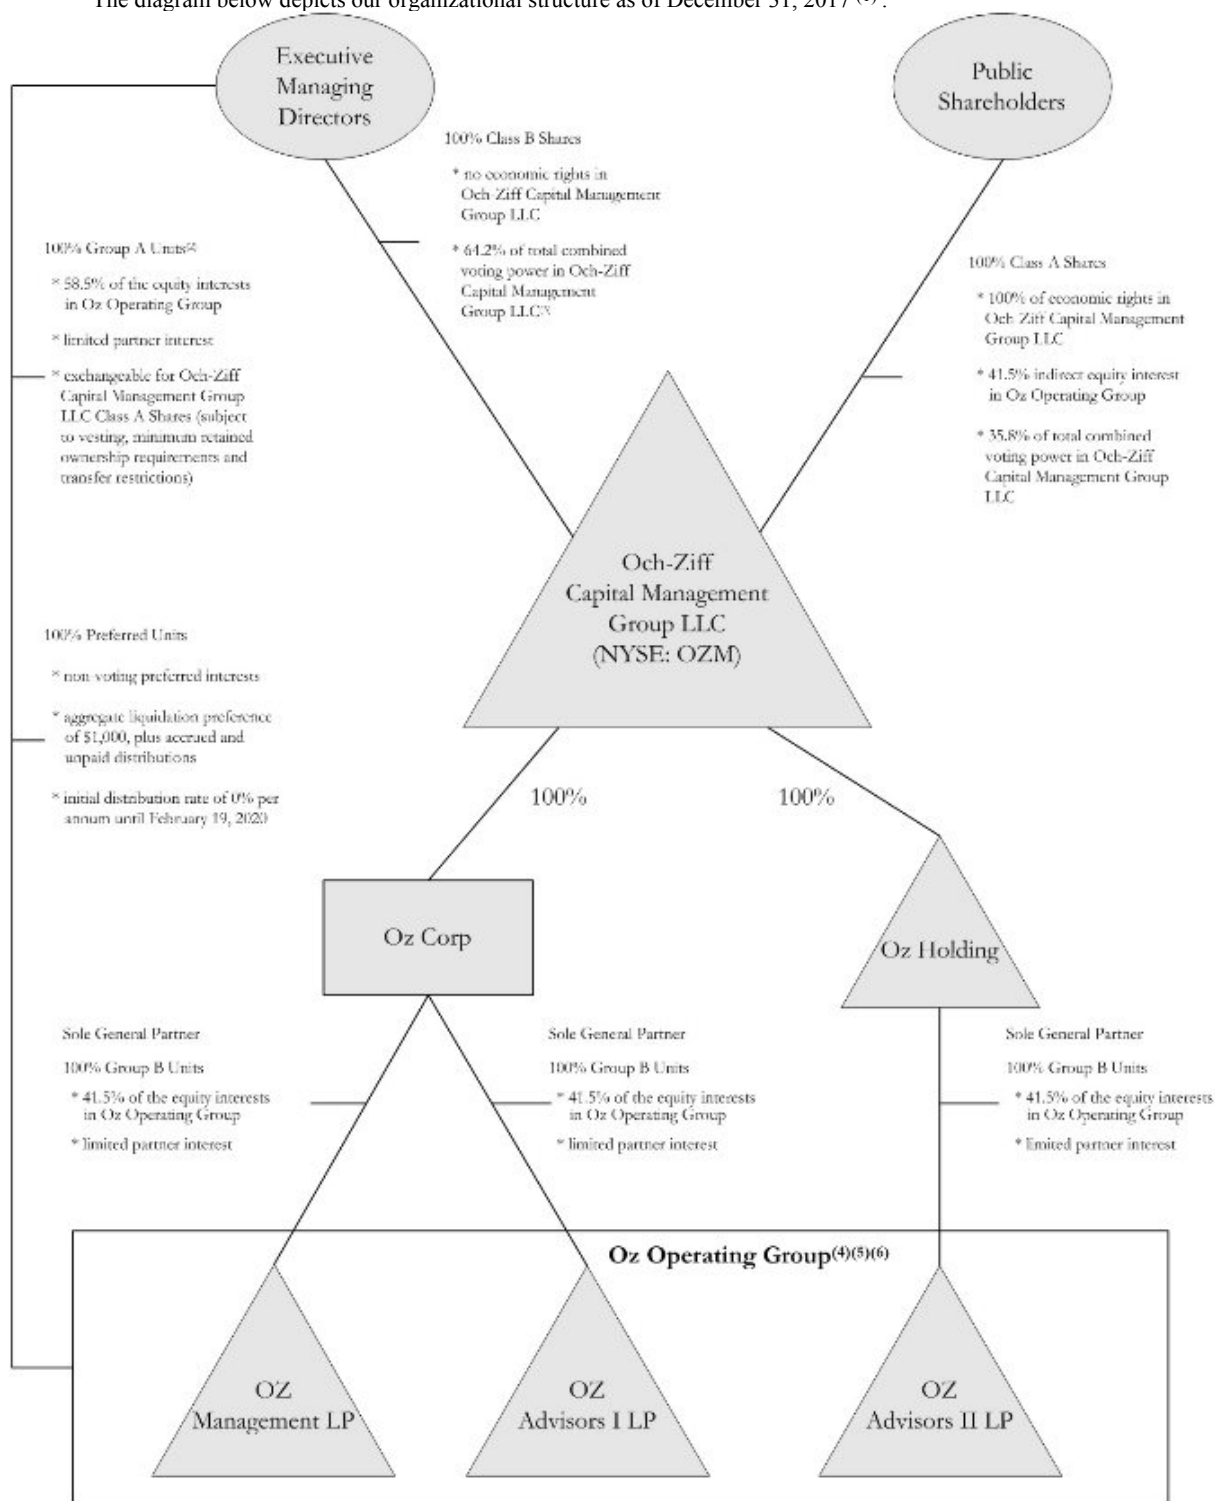 The diagram below depicts our organizational structure as of December 31, 2017 (1) .
Executive
Managing
Directors
Public
Shareholders
100% Class B Shares
* no economic rights in
Och-Ziff Capital Management
Group LLC
* 64.2% of total combined
voting power in Och-Ziff
Capital Management
Group LLC(3)
100% Group A Units(2)
* 58.5% of the equity interests
in Oz Operating Group
* limited partner interest
* exchangeable for Och-Ziff
Capital Management Group
LLC Class A Shares (subject
to vesting, minimum retained
ownership requirements and
transfer restrictions)
100% Class A Shares
* 100% of economic rights in
Och-Ziff Capital Management
Group LLC
* 41.5% indirect equity interest
in Oz Operating Group
* 35.8% of total combined
voting power in Och-Ziff
Capital Management Group
LLC
Och-Ziff
Capital Management
Group LLC
(NYSE: OZM)
100% Preferred Units
* non-voting preferred interests
* aggregate liquidation preference
of $1,000, plus accrued and
unpaid distributions
* initial distribution rate of 0% per
annum until February 19, 2020
100%
100%
Oz Corp
Oz Holding
Sole General Partner
100% Group B Units
* 41.5% of the equity interests
in Oz Operating Group
* limited partner interest
Sole General Partner
100% Group B Units
* 41.5% of the equity interests
in Oz Operating Group
* limited partner interest
Sole General Partner
100% Group B Units
* 41.5% of the equity interests
in Oz Operating Group
* limited partner interest
Oz Operating Group(4)(5)(6)
OZ
Management LP
OZ
Advisors I LP
OZ
Advisors II LP